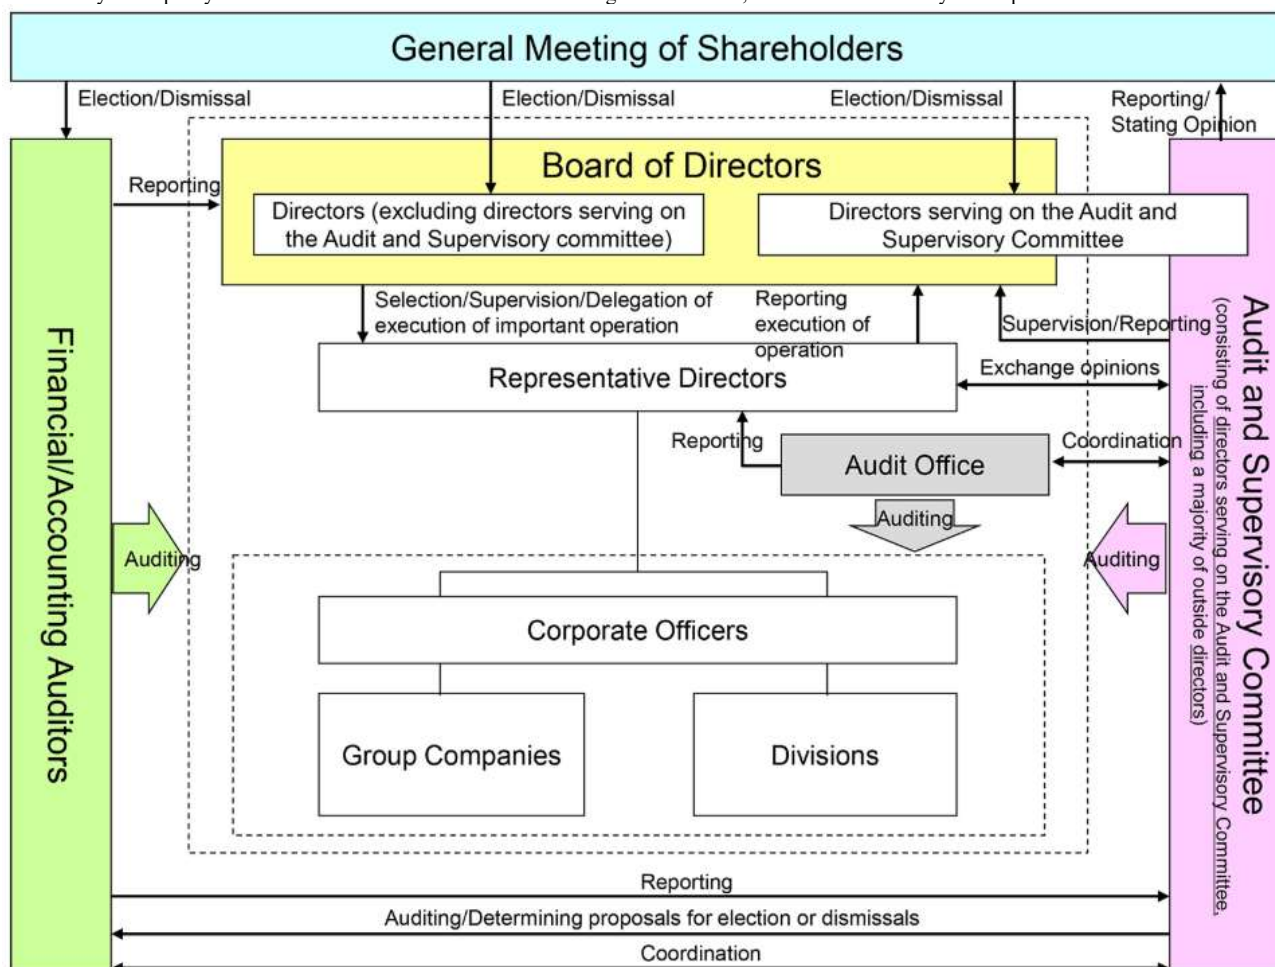 General Meeting of Shareholders
Election/Dismissal
Election/Dismissal
Election/Dismissal
Reporting/
Stating Opinion
Board of Directors
Reporting
Directors (excluding directors serving on
the Audit and Supervisory committee)
Directors serving on the Audit and
Supervisory Committee
Selection/Supervision/Delegation of
execution of important operation
Reporting
execution of
operation
Supervision/Reporting
Representative Directors
Exchange opinions
Reporting
Audit Office
Coordination
Auditing
Auditing
Auditing
Financial/Accounting Auditors
Audit and Supervisory Committee
(consisting of directors serving on the Audit and Supervisory Committee,
including a majority of outside directors)
Corporate Officers
Group Companies
Divisions
Reporting
Auditing/Determining proposals for election or dismissals
Coordination